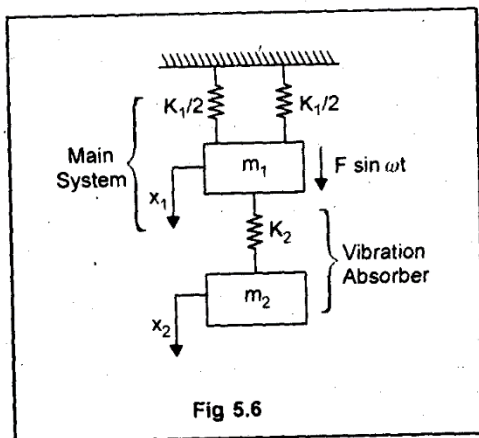 K₁/2 K₁/2
Main
System
m₁
F sin ωt
x₁
K₂
Vibration
Absorber
m₂
x₂
Fig 5.6